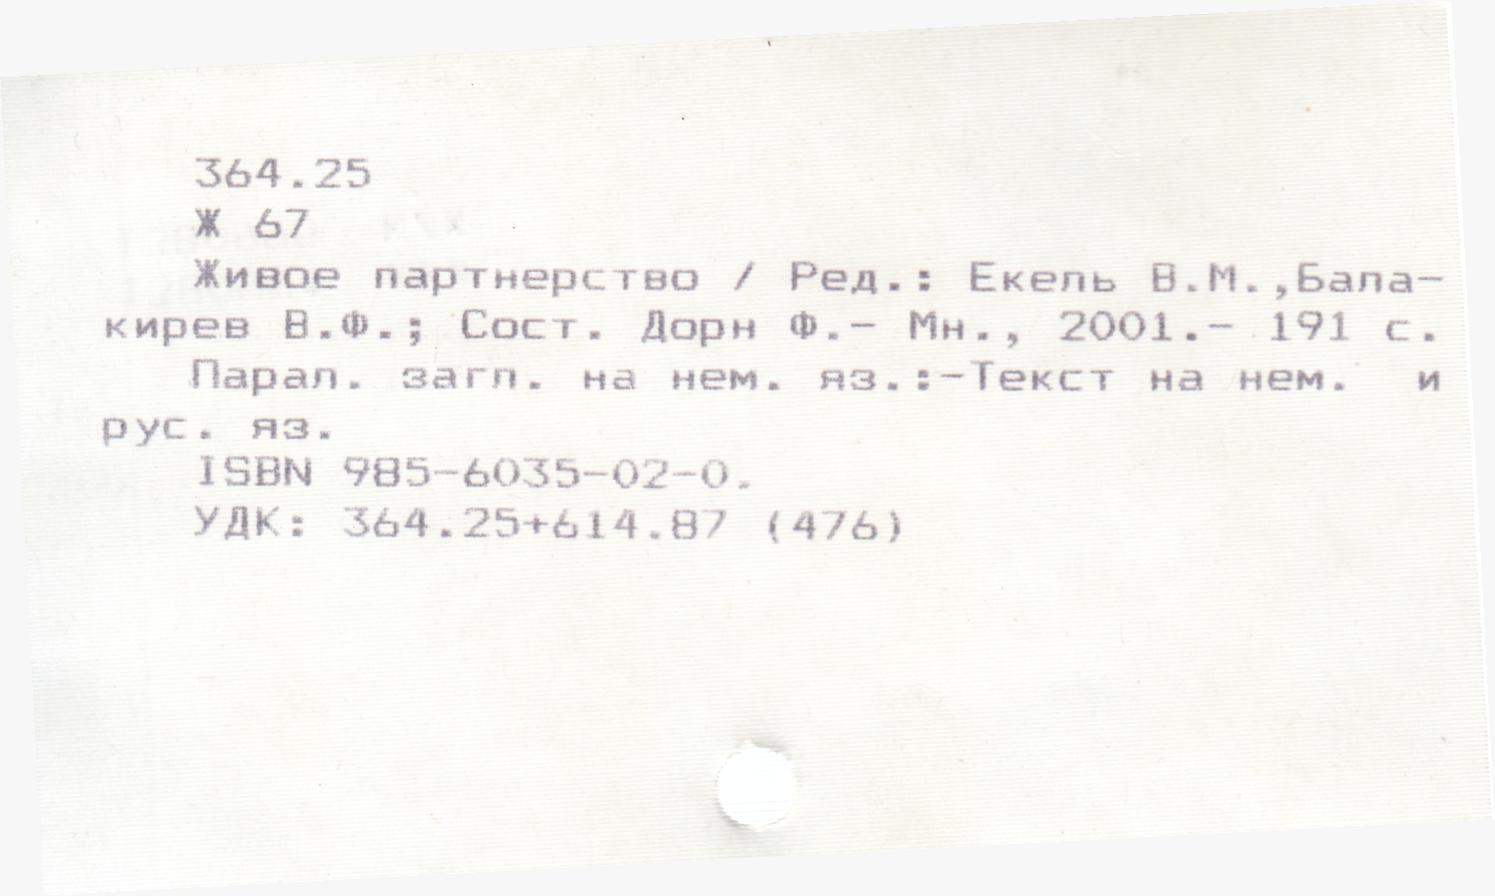 364.25
Ж 67
Живое партнерство / Ред.: Екель В.М.,Бала-
кирев В.Ф.; Сост. Дорн Ф.- Мн., 2001.- 191 с.
Парал. загл. на нем. яз.:-Текст на нем. и
рус. яз.
ISBN 985-6035-02-0.
УДК: 364.25+614.87 (476)